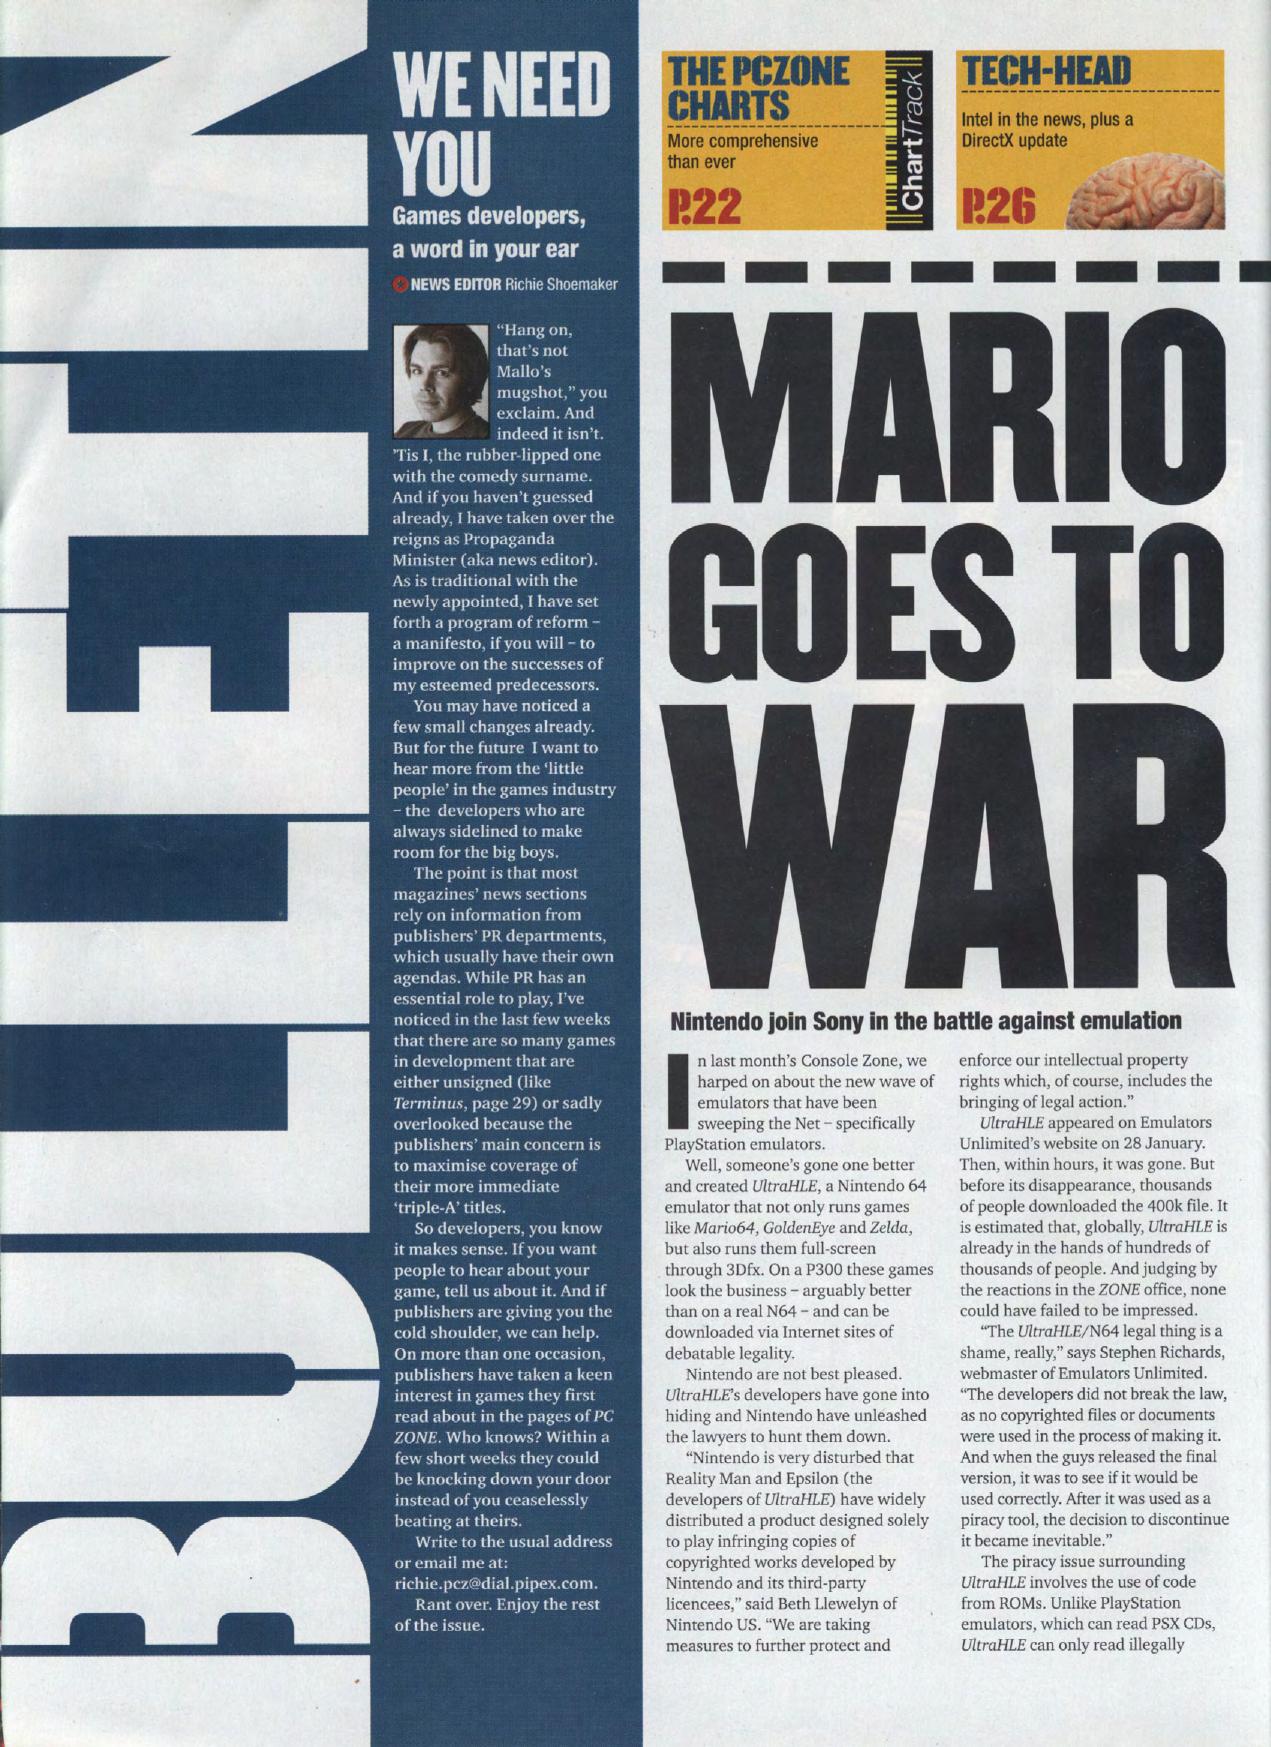 BULLETIN
WE NEED
YOU
Games developers,
a word in your ear
NEWS EDITOR Richie Shoemaker
"Hang on,
that's not
Mallo's
mugshot," you
exclaim. And
indeed it isn't.
'Tis I, the rubber-lipped one
with the comedy surname.
And if you haven't guessed
already, I have taken over the
reigns as Propaganda
Minister (aka news editor).
As is traditional with the
newly appointed, I have set
forth a program of reform –
a manifesto, if you will – to
improve on the successes of
my esteemed predecessors.
You may have noticed a
few small changes already.
But for the future I want to
hear more from the 'little
people' in the games industry
– the developers who are
always sidelined to make
room for the big boys.
The point is that most
magazines' news sections
rely on information from
publishers' PR departments,
which usually have their own
agendas. While PR has an
essential role to play, I've
noticed in the last few weeks
that there are so many games
in development that are
either unsigned (like
Terminus, page 29) or sadly
overlooked because the
publishers' main concern is
to maximise coverage of
their more immediate
'triple-A' titles.
So developers, you know
it makes sense. If you want
people to hear about your
game, tell us about it. And if
publishers are giving you the
cold shoulder, we can help.
On more than one occasion,
publishers have taken a keen
interest in games they first
read about in the pages of PC
ZONE. Who knows? Within a
few short weeks they could
be knocking down your door
instead of you ceaselessly
beating at theirs.
Write to the usual address
or email me at:
richie.pcz@dial.pipex.com.
Rant over. Enjoy the rest
of the issue.
THE PCZONE
CHARTS
More comprehensive
than ever
P.22
ChartTrack
TECH-HEAD
Intel in the news, plus a
DirectX update
P.26
MARIO
GOES TO
WAR
Nintendo join Sony in the battle against emulation
In last month's Console Zone, we
harped on about the new wave of
emulators that have been
sweeping the Net – specifically
PlayStation emulators.
Well, someone's gone one better
and created UltraHLE, a Nintendo 64
emulator that not only runs games
like Mario64, GoldenEye and Zelda,
but also runs them full-screen
through 3Dfx. On a P300 these games
look the business – arguably better
than on a real N64 – and can be
downloaded via Internet sites of
debatable legality.
Nintendo are not best pleased.
UltraHLE's developers have gone into
hiding and Nintendo have unleashed
the lawyers to hunt them down.
"Nintendo is very disturbed that
Reality Man and Epsilon (the
developers of UltraHLE) have widely
distributed a product designed solely
to play infringing copies of
copyrighted works developed by
Nintendo and its third-party
licencees," said Beth Llewelyn of
Nintendo US. "We are taking
measures to further protect and
enforce our intellectual property
rights which, of course, includes the
bringing of legal action."
UltraHLE appeared on Emulators
Unlimited's website on 28 January.
Then, within hours, it was gone. But
before its disappearance, thousands
of people downloaded the 400k file. It
is estimated that, globally, UltraHLE is
already in the hands of hundreds of
thousands of people. And judging by
the reactions in the ZONE office, none
could have failed to be impressed.
"The UltraHLE/N64 legal thing is a
shame, really," says Stephen Richards,
webmaster of Emulators Unlimited.
"The developers did not break the law,
as no copyrighted files or documents
were used in the process of making it.
And when the guys released the final
version, it was to see if it would be
used correctly. After it was used as a
piracy tool, the decision to discontinue
it became inevitable."
The piracy issue surrounding
UltraHLE involves the use of code
from ROMs. Unlike PlayStation
emulators, which can read PSX CDs,
UltraHLE can only read illegally